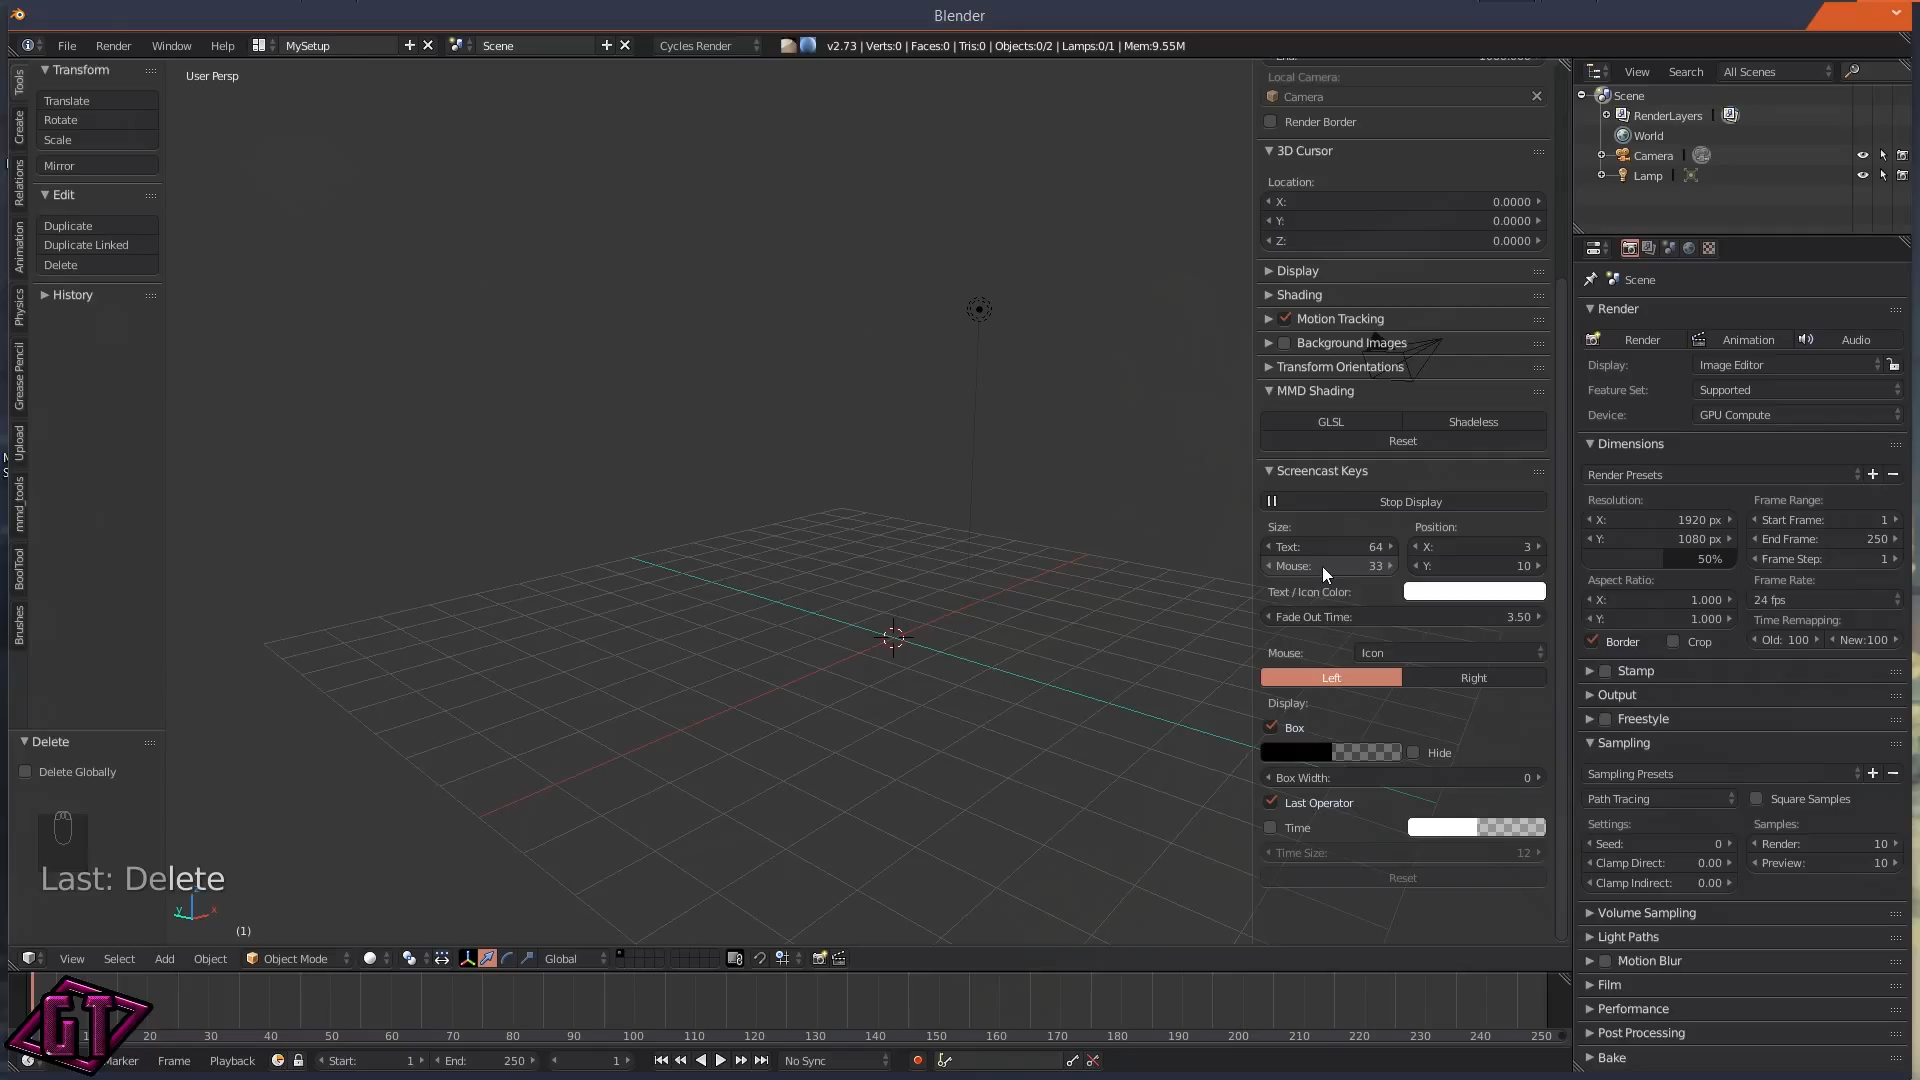 Blender
File
Render
Window
Help
MySetup
Scene
Cycles Render
v2.73 | Verts:0 | Faces:0 | Tris:0 | Objects:0/2 | Lamps:0/1 | Mem:9.55M
Tools
Create
Relations
Animation
Physics
Grease Pencil
Upload
mmd_tools
BoolTool
Brushes
Transform
Translate
Rotate
Scale
Mirror
Edit
Duplicate
Duplicate Linked
Delete
History
Delete
Delete Globally
Last: Delete
User Persp
y
x
(1)
Local Camera:
Camera
Render Border
3D Cursor
Location:
X: 0.0000
Y: 0.0000
Z: 0.0000
Display
Shading
Motion Tracking
Background Images
Transform Orientations
MMD Shading
GLSL
Shadeless
Reset
Screencast Keys
Stop Display
Size:
Position:
Text: 64
X: 3
Mouse: 33
Y: 10
Text / Icon Color:
Fade Out Time: 3.50
Mouse:
Icon
Left
Right
Display:
Box
Hide
Box Width: 0
Last Operator
Time
Time Size: 12
Reset
View
Search
All Scenes
Scene
RenderLayers
World
Camera
Lamp
Scene
Render
Render
Animation
Audio
Display:
Image Editor
Feature Set:
Supported
Device:
GPU Compute
Dimensions
Render Presets
Resolution:
Frame Range:
X: 1920 px
Start Frame: 1
Y: 1080 px
End Frame: 250
50%
Frame Step: 1
Aspect Ratio:
Frame Rate:
X: 1.000
24 fps
Y: 1.000
Time Remapping:
Border
Crop
Old: 100
New:100
Stamp
Output
Freestyle
Sampling
Sampling Presets
Path Tracing
Square Samples
Settings:
Samples:
Seed: 0
Render: 10
Clamp Direct: 0.00
Preview: 10
Clamp Indirect: 0.00
Volume Sampling
Light Paths
Motion Blur
Film
Performance
Post Processing
Bake
View
Select
Add
Object
Object Mode
Global
20 30 40 50 60 70 80 90 100 110 120 130 140 150 160 170 180 190 200 210 220 230 240 250
GT
Marker
Frame
Playback
Start: 1
End: 250
1
No Sync